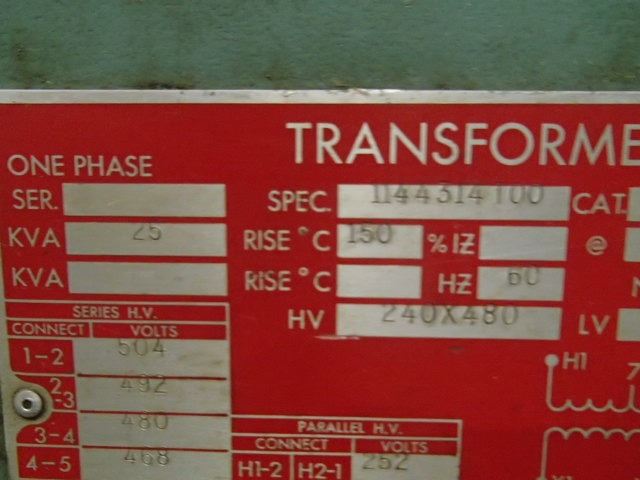 TRANSFORME
ONE PHASE
SER. SPEC. 1144314100 CAT.
KVA 25 RISE °C 150 % IZ @
KVA RISE °C HZ 60
HV 240X480 LV
SERIES H.V.
CONNECT VOLTS
1-2 504
2-3 492
3-4 480
4-5 468
H1
PARALLEL H.V.
CONNECT VOLTS
H1-2 H2-1 252